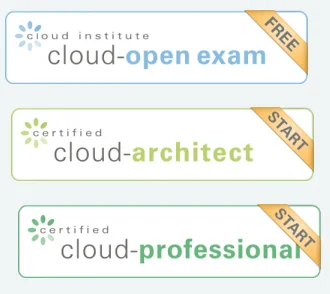 cloud institute
cloud-open exam
FREE
certified
cloud-architect
START
certified
cloud-professional
START